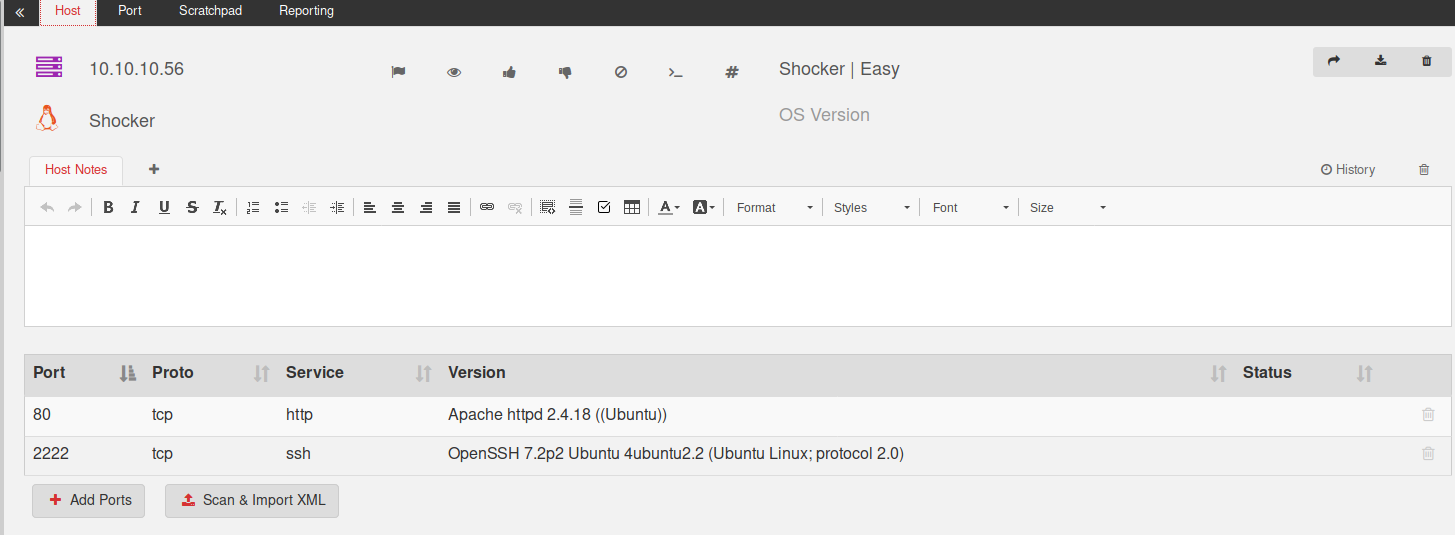 « Host Port Scratchpad Reporting
10.10.10.56 Shocker | Easy
Shocker OS Version
Host Notes History
B I U S Tx A A Format Styles Font Size
Port Proto Service Version Status
80 tcp http Apache httpd 2.4.18 ((Ubuntu))
2222 tcp ssh OpenSSH 7.2p2 Ubuntu 4ubuntu2.2 (Ubuntu Linux; protocol 2.0)
Add Ports Scan & Import XML